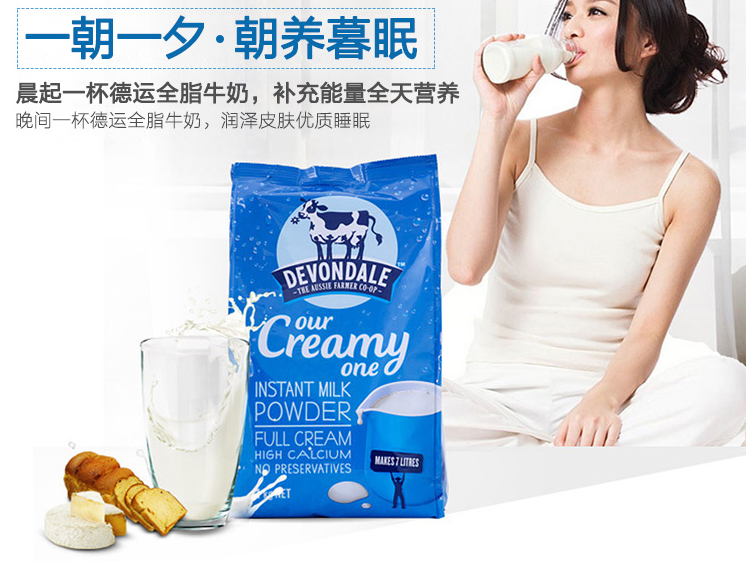 一朝一夕·朝养暮眠
晨起一杯德运全脂牛奶，补充能量全天营养
晚间一杯德运全脂牛奶，润泽皮肤优质睡眠
DEVONDALE™
-THE AUSSIE FARMER CO-OP-
our
Creamy
one
INSTANT MILK
POWDER
FULL CREAM
HIGH CALCIUM
NO PRESERVATIVES
MAKES 7 LITRES
NET